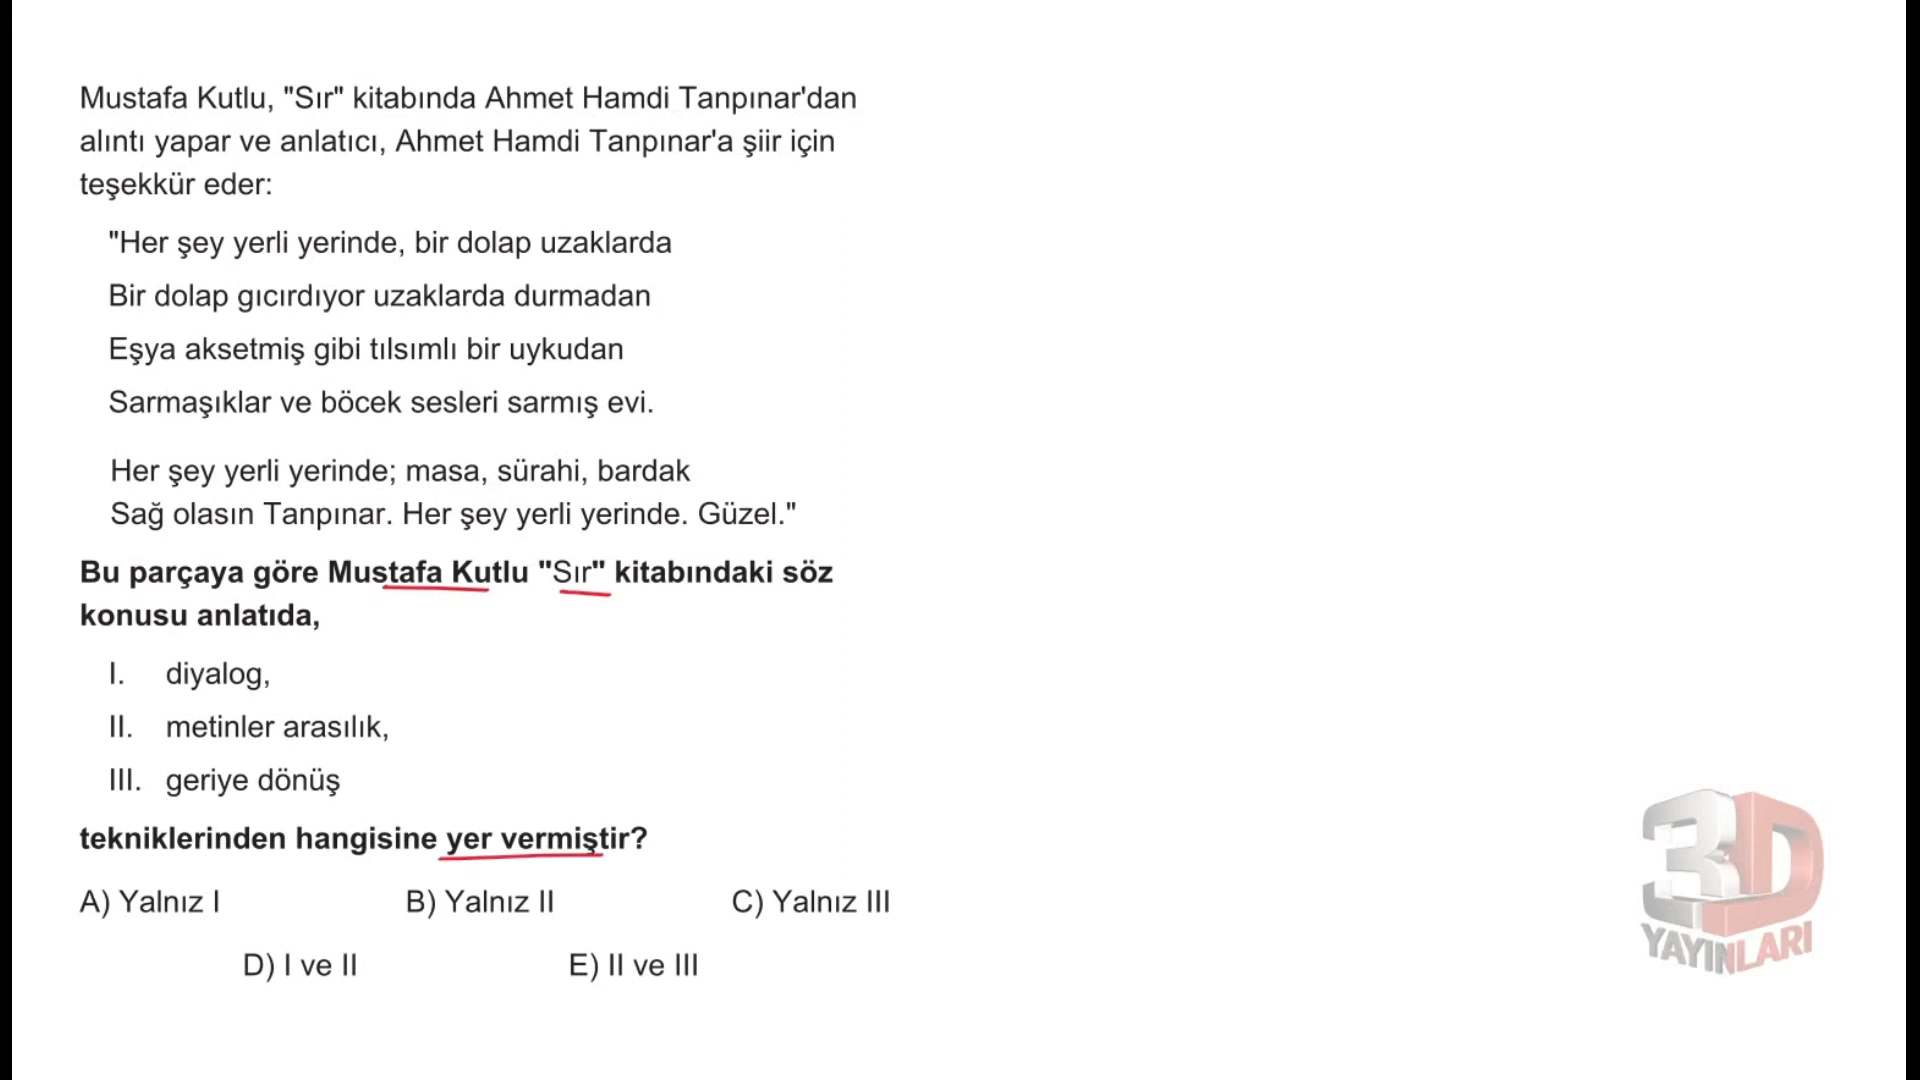 Mustafa Kutlu, "Sır" kitabında Ahmet Hamdi Tanpınar'dan
alıntı yapar ve anlatıcı, Ahmet Hamdi Tanpınar'a şiir için
teşekkür eder:
"Her şey yerli yerinde, bir dolap uzaklarda
Bir dolap gıcırdıyor uzaklarda durmadan
Eşya aksetmiş gibi tılsımlı bir uykudan
Sarmaşıklar ve böcek sesleri sarmış evi.
Her şey yerli yerinde; masa, sürahi, bardak
Sağ olasın Tanpınar. Her şey yerli yerinde. Güzel."
Bu parçaya göre Mustafa Kutlu "Sır" kitabındaki söz
konusu anlatıda,
I. diyalog,
II. metinler arasılık,
III. geriye dönüş
tekniklerinden hangisine yer vermiştir?
A) Yalnız I B) Yalnız II C) Yalnız III
D) I ve II E) II ve III
3D
YAYINLARI